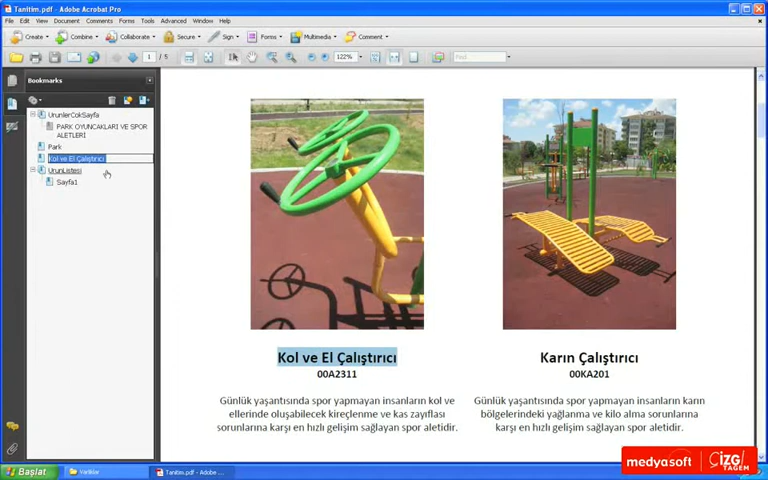 Tanitim.pdf - Adobe Acrobat Pro
File Edit View Document Comments Forms Tools Advanced Window Help
Create Combine Collaborate Secure Sign Forms Multimedia Comment
1 / 5 122% Find
Bookmarks
UrunlerCokSayfa
PARK OYUNCAKLARI VE SPOR
ALETLERİ
Park
Kol ve El Çalıştırıcı
UrunListesi
Sayfa1
Kol ve El Çalıştırıcı
00A2311
Günlük yaşantısında spor yapmayan insanların kol ve
ellerinde oluşabilecek kireçlenme ve kas zayıflası
sorunlarına karşı en hızlı gelişim sağlayan spor aletidir.
Karın Çalıştırıcı
00KA201
Günlük yaşantısında spor yapmayan insanların karın
bölgelerindeki yağlanma ve kilo alma sorunlarına
karşı en hızlı gelişim sağlayan spor aletidir.
medyasoft ÇİZGİ TAGEM
Başlat Verikler Tanitim.pdf - Adobe ...